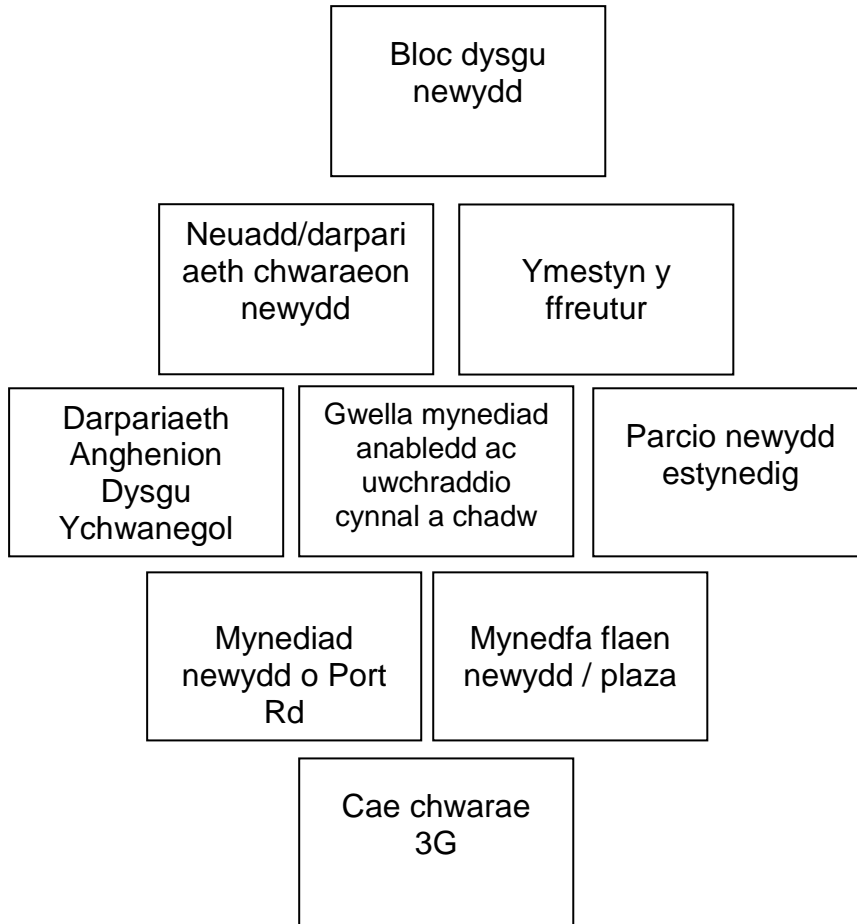 Bloc dysgu
newydd
Neuadd/darpari
aeth chwaraeon
newydd
Ymestyn y
ffreutur
Darpariaeth
Anghenion
Dysgu
Ychwanegol
Gwella mynediad
anabledd ac
uwchraddio
cynnal a chadw
Parcio newydd
estynedig
Mynediad
newydd o Port
Rd
Mynedfa flaen
newydd / plaza
Cae chwarae
3G